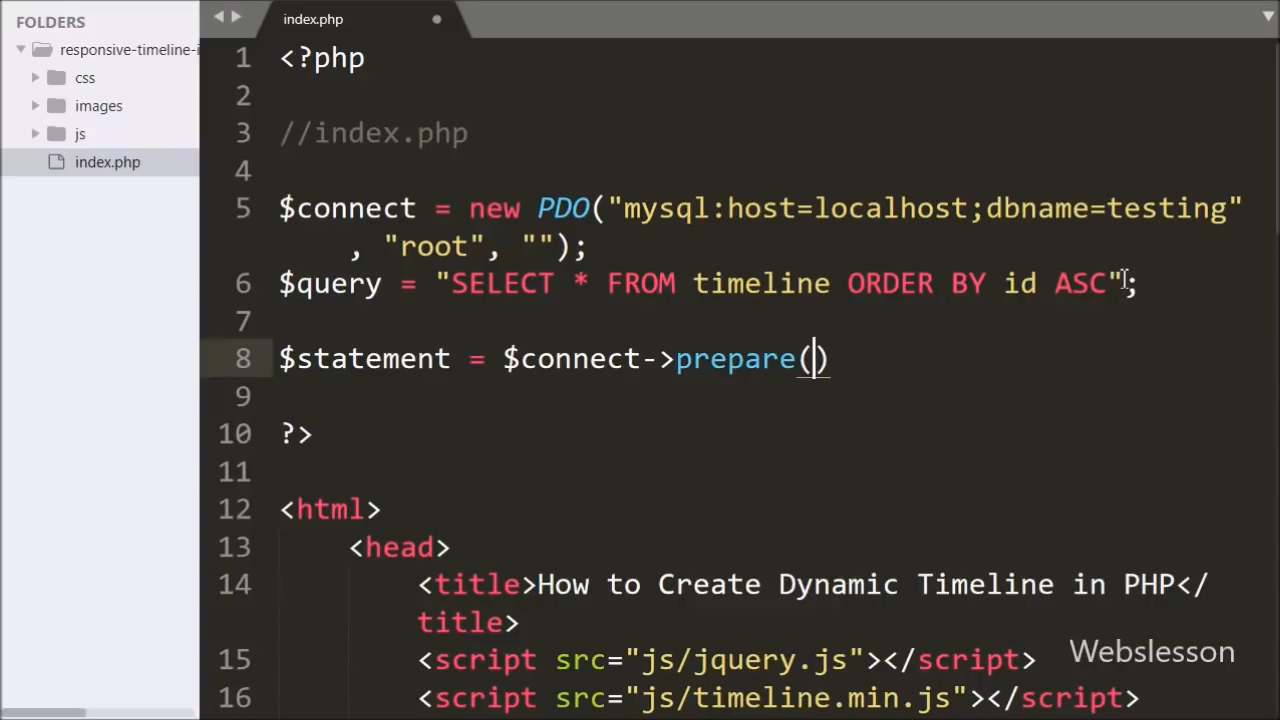 FOLDERS
responsive-timeline-i
css
images
js
index.php
index.php
1 <?php
2
3 //index.php
4
5 $connect = new PDO("mysql:host=localhost;dbname=testing"
, "root", "");
6 $query = "SELECT * FROM timeline ORDER BY id ASC";
7
8 $statement = $connect->prepare()
9
10 ?>
11
12 <html>
13 <head>
14 <title>How to Create Dynamic Timeline in PHP</
title>
15 <script src="js/jquery.js"></script>
16 <script src="js/timeline.min.js"></script>
Webslesson